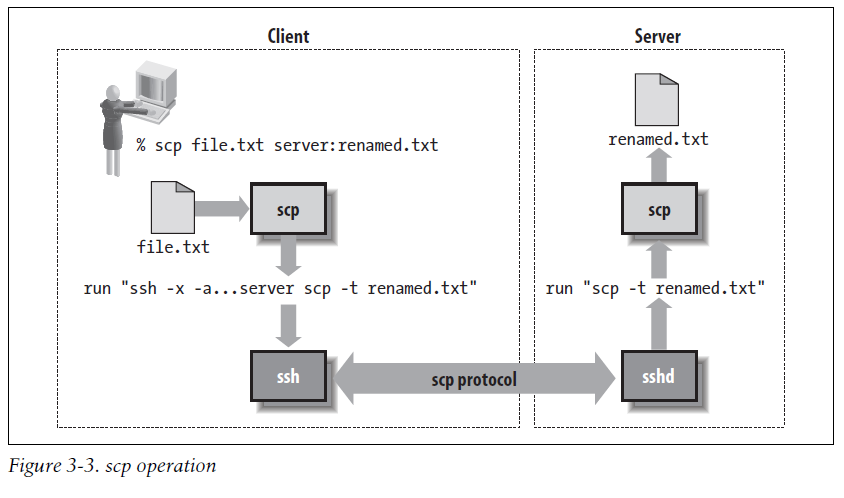 Client
Server
% scp file.txt server:renamed.txt
renamed.txt
scp
scp
file.txt
run "ssh -x -a...server scp -t renamed.txt"
run "scp -t renamed.txt"
ssh
scp protocol
sshd
Figure 3-3. scp operation